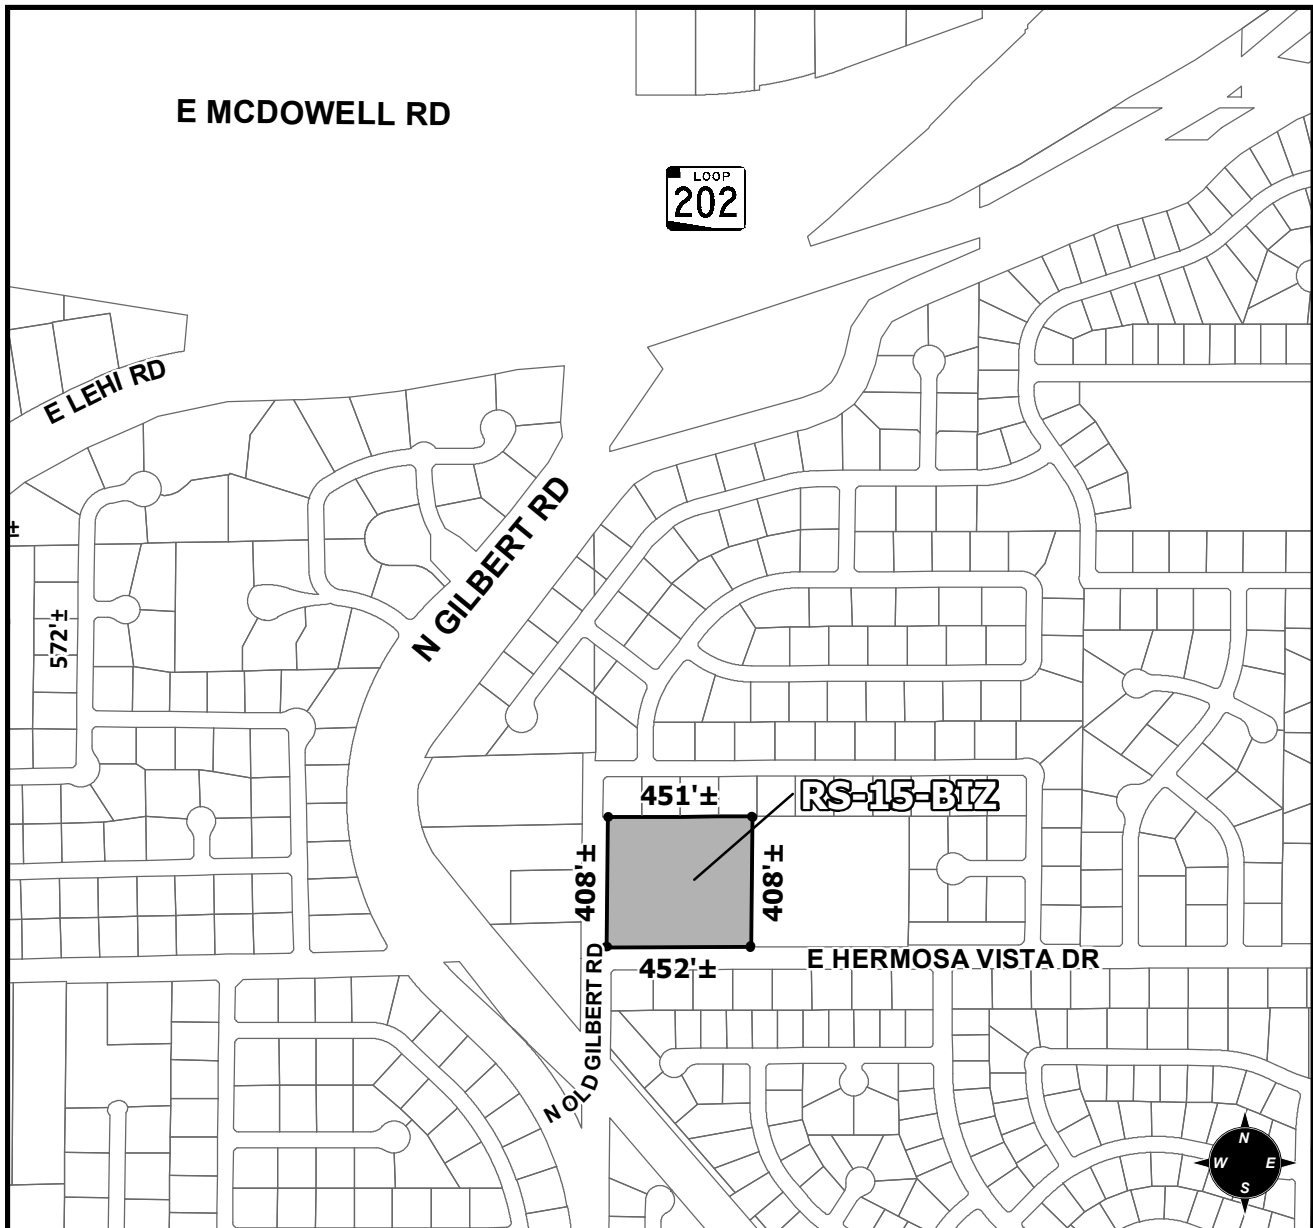 E MCDOWELL RD
LOOP
202
E LEHI RD
N GILBERT RD
±
572'±
451'±
RS-15-BIZ
408'±
408'±
452'±
E HERMOSA VISTA DR
N OLD GILBERT RD
N
W E
S